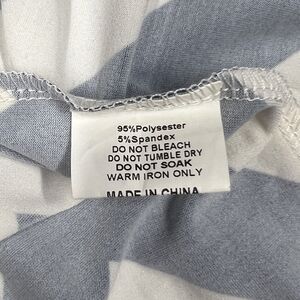 95%Polysester
5%Spandex
DO NOT BLEACH
DO NOT TUMBLE DRY
DO NOT SOAK
WARM IRON ONLY
MADE IN CHINA